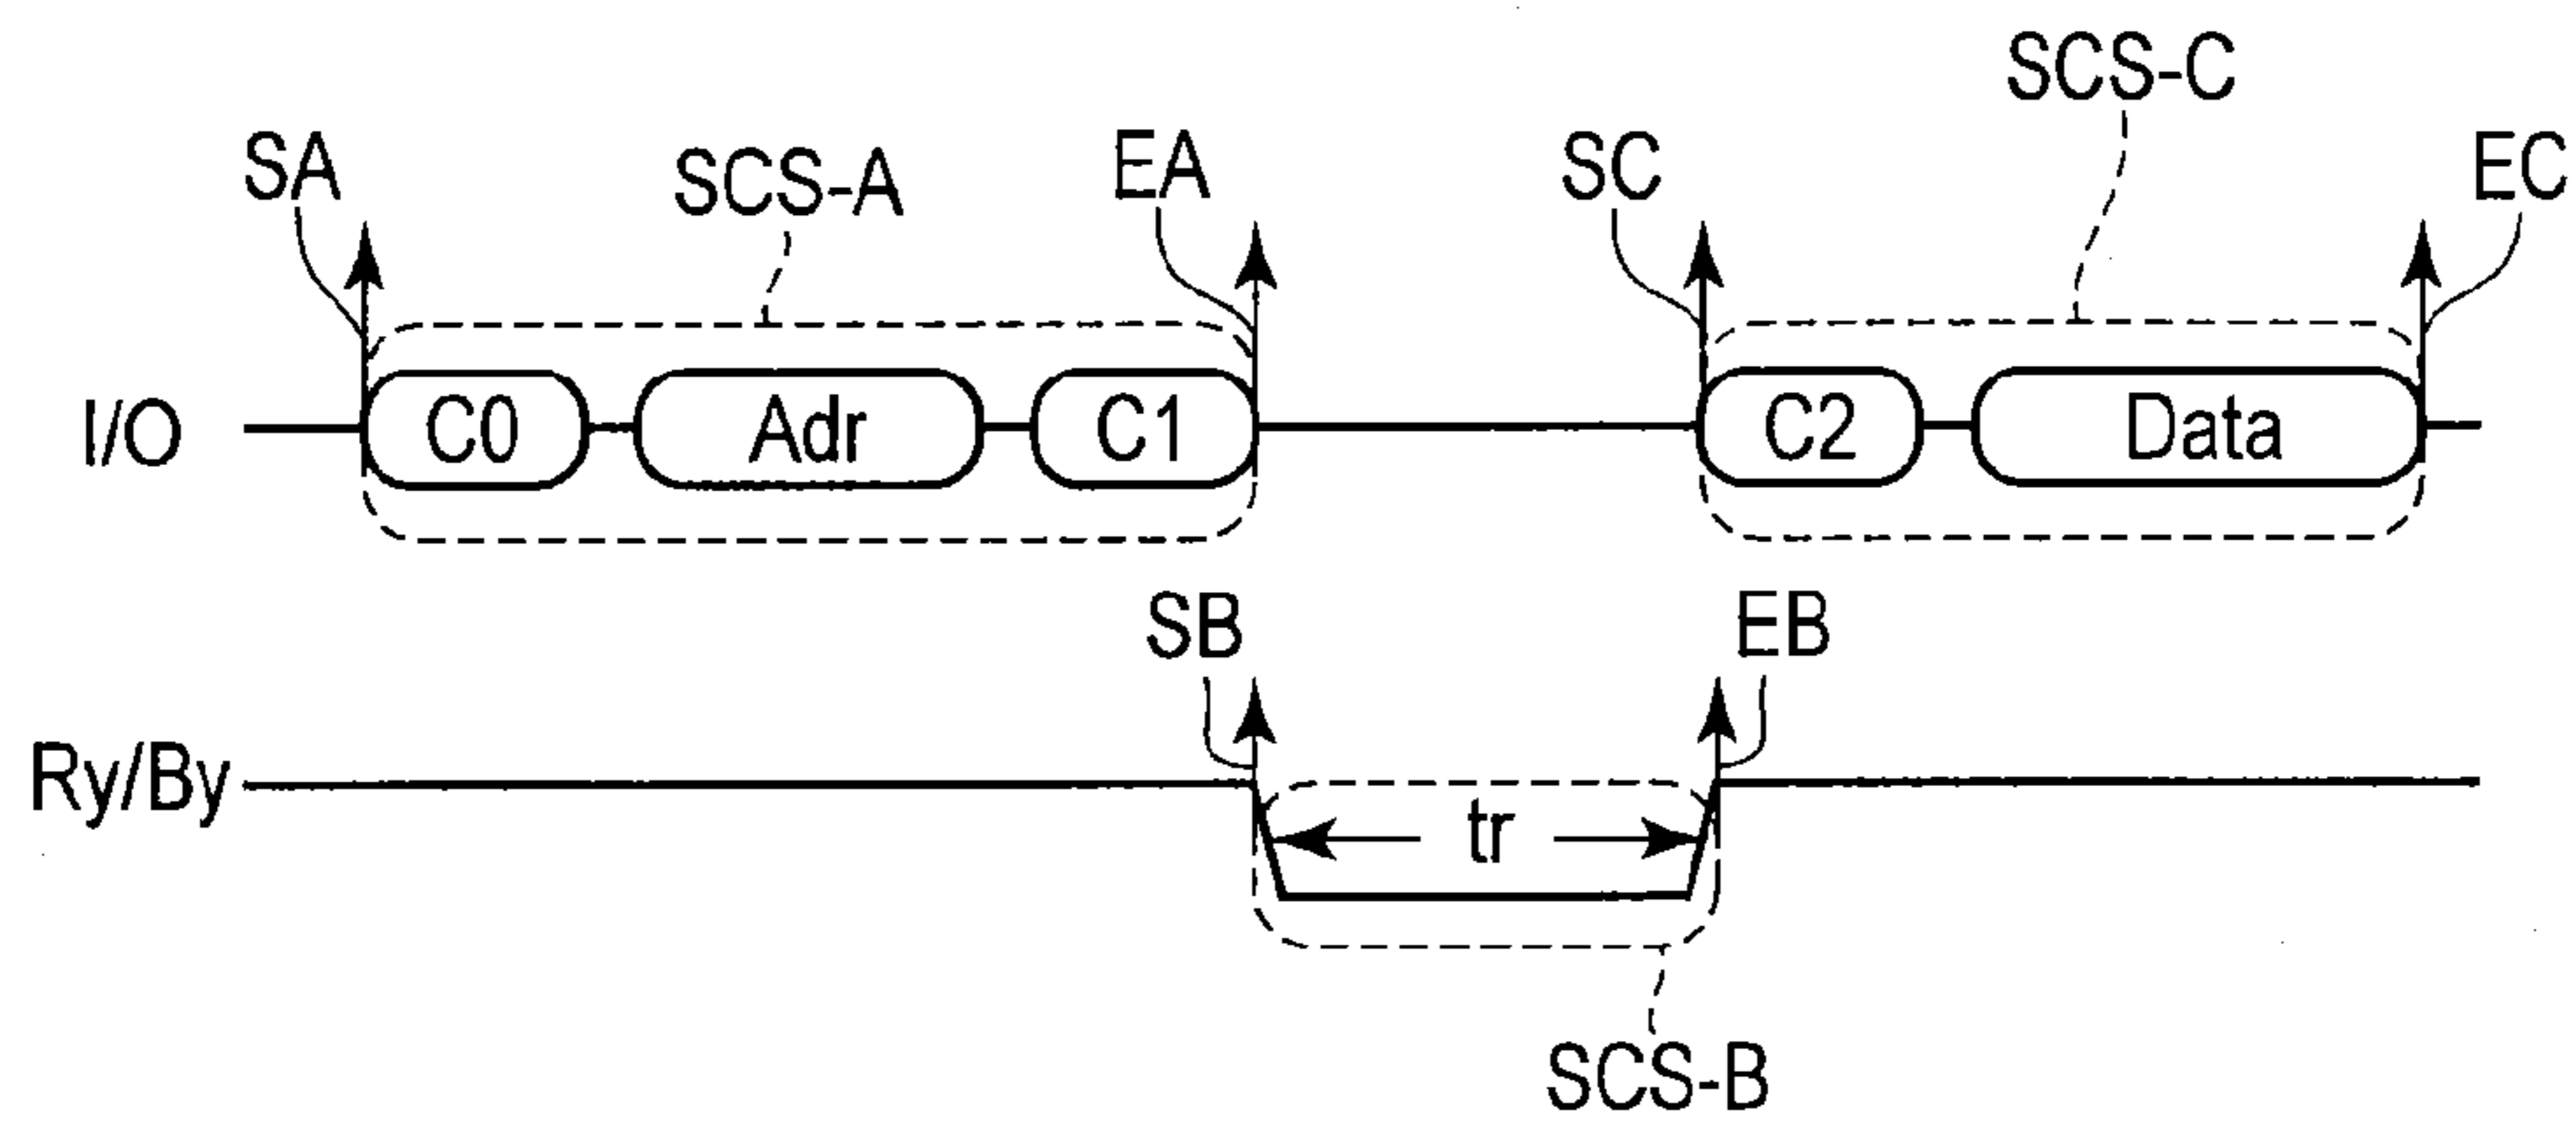 SCS-C
SA
SCS-A
EA
SC
EC
I/O
C0
Adr
C1
C2
Data
SB
EB
Ry/By
tr
SCS-B